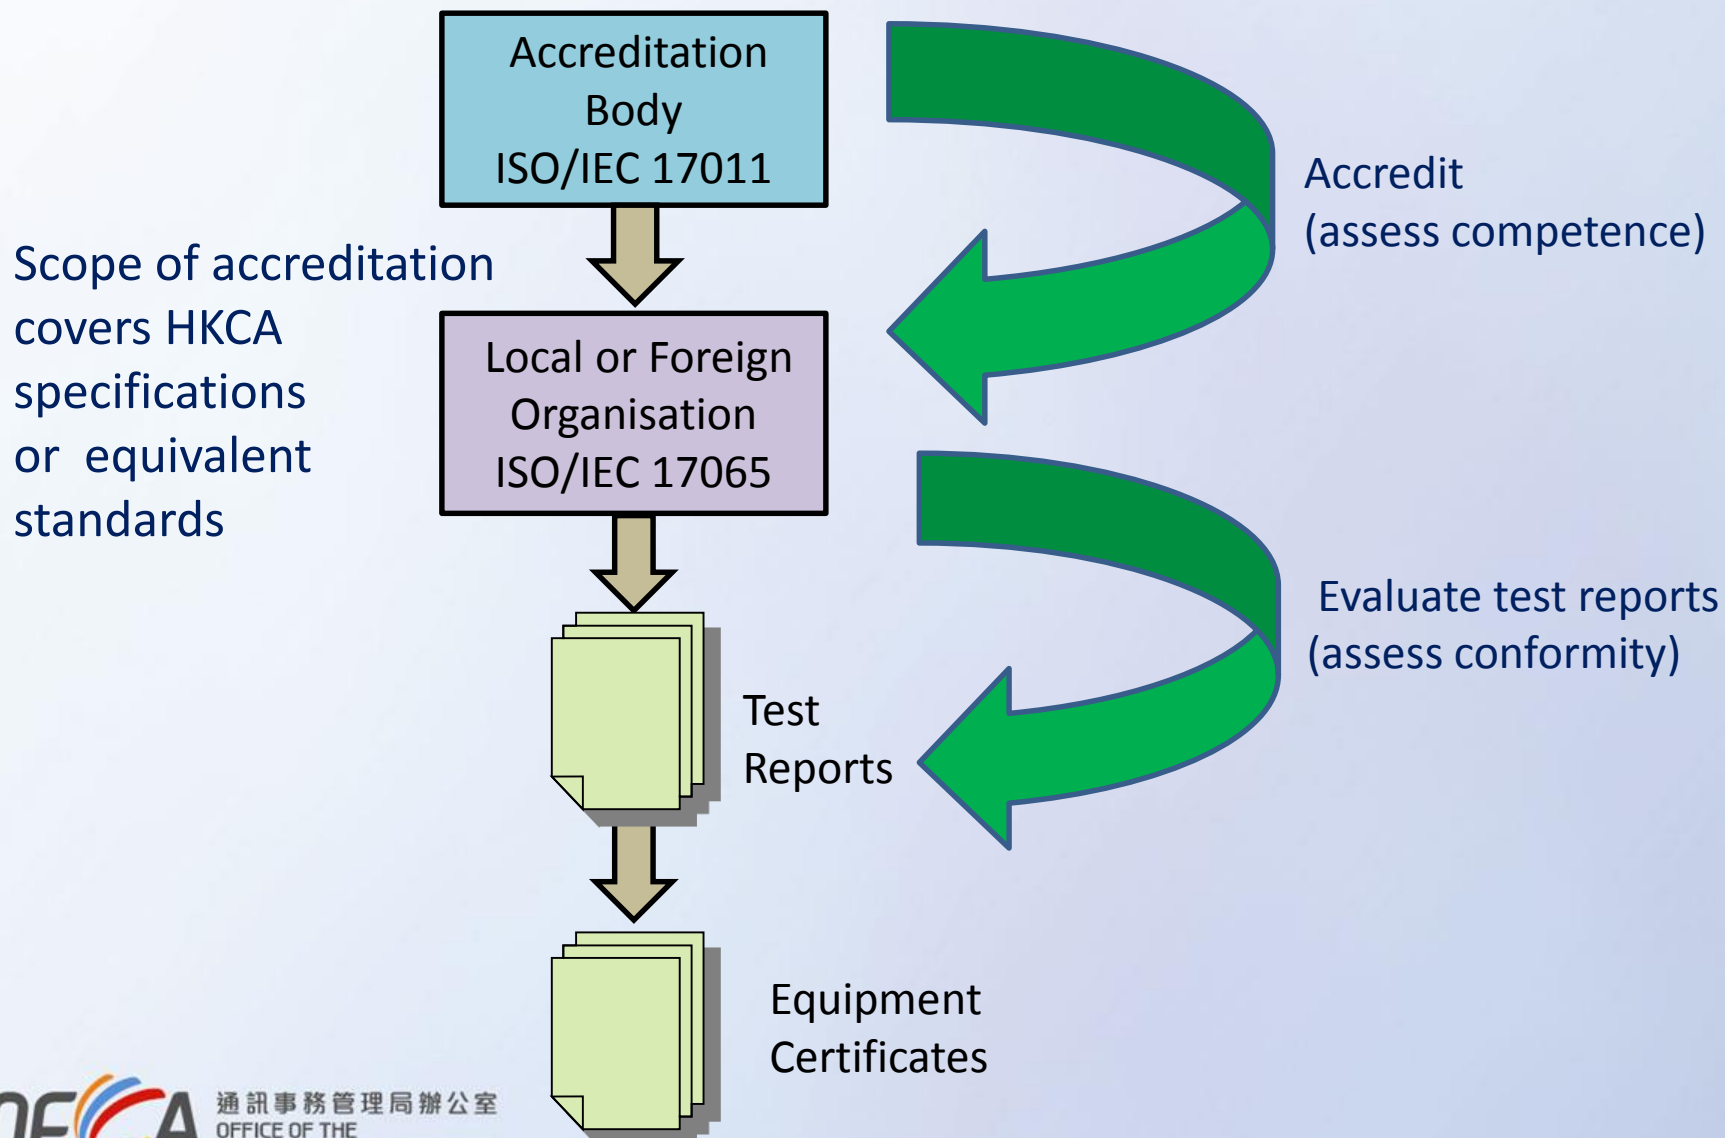 Accreditation
Body
ISO/IEC 17011
Accredit
(assess competence)
Scope of accreditation
covers HKCA
specifications
or equivalent
standards
Local or Foreign
Organisation
ISO/IEC 17065
Evaluate test reports
(assess conformity)
Test
Reports
Equipment
Certificates
OFCA
通訊事務管理局辦公室
OFFICE OF THE